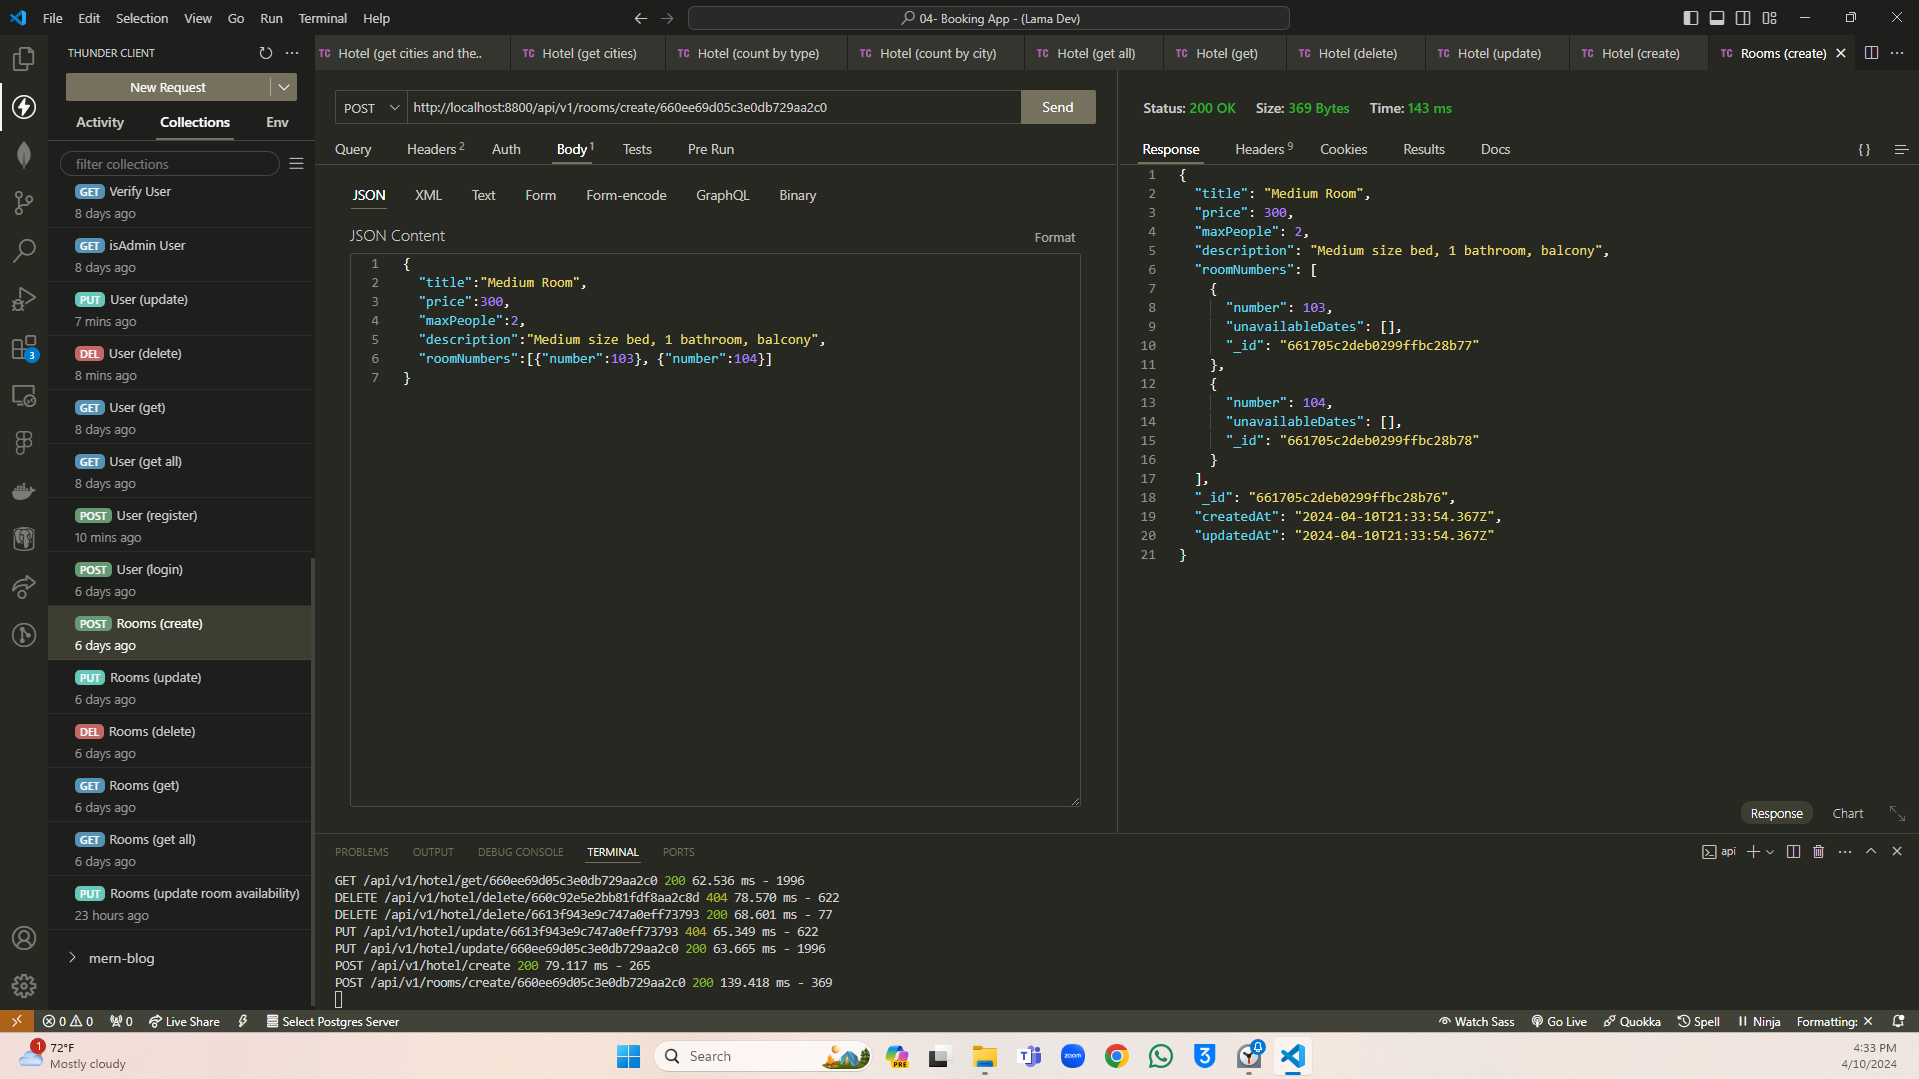 File Edit Selection View Go Run Terminal Help
04- Booking App - (Lama Dev)
THUNDER CLIENT
New Request
Activity Collections Env
filter collections
GET Verify User
8 days ago
GET isAdmin User
8 days ago
PUT User (update)
7 mins ago
DEL User (delete)
8 mins ago
GET User (get)
8 days ago
GET User (get all)
8 days ago
POST User (register)
10 mins ago
POST User (login)
6 days ago
POST Rooms (create)
6 days ago
PUT Rooms (update)
6 days ago
DEL Rooms (delete)
6 days ago
GET Rooms (get)
6 days ago
GET Rooms (get all)
6 days ago
PUT Rooms (update room availability)
23 hours ago
mern-blog
3
TC Hotel (get cities and the.. TC Hotel (get cities) TC Hotel (count by type) TC Hotel (count by city) TC Hotel (get all) TC Hotel (get) TC Hotel (delete) TC Hotel (update) TC Hotel (create) TC Rooms (create)
POST http://localhost:8800/api/v1/rooms/create/660ee69d05c3e0db729aa2c0 Send
Query Headers 2 Auth Body 1 Tests Pre Run
JSON XML Text Form Form-encode GraphQL Binary
JSON Content Format
1 {
2 "title":"Medium Room",
3 "price":300,
4 "maxPeople":2,
5 "description":"Medium size bed, 1 bathroom, balcony",
6 "roomNumbers":[{"number":103}, {"number":104}]
7 }
Status: 200 OK Size: 369 Bytes Time: 143 ms
Response Headers 9 Cookies Results Docs {}
1 {
2 "title": "Medium Room",
3 "price": 300,
4 "maxPeople": 2,
5 "description": "Medium size bed, 1 bathroom, balcony",
6 "roomNumbers": [
7 {
8 "number": 103,
9 "unavailableDates": [],
10 "_id": "661705c2deb0299ffbc28b77"
11 },
12 {
13 "number": 104,
14 "unavailableDates": [],
15 "_id": "661705c2deb0299ffbc28b78"
16 }
17 ],
18 "_id": "661705c2deb0299ffbc28b76",
19 "createdAt": "2024-04-10T21:33:54.367Z",
20 "updatedAt": "2024-04-10T21:33:54.367Z"
21 }
Response Chart
PROBLEMS OUTPUT DEBUG CONSOLE TERMINAL PORTS
api
GET /api/v1/hotel/get/660ee69d05c3e0db729aa2c0 200 62.536 ms - 1996
DELETE /api/v1/hotel/delete/660c92e5e2bb81fdf8aa2c8d 404 78.570 ms - 622
DELETE /api/v1/hotel/delete/6613f943e9c747a0eff73793 200 68.601 ms - 77
PUT /api/v1/hotel/update/6613f943e9c747a0eff73793 404 65.349 ms - 622
PUT /api/v1/hotel/update/660ee69d05c3e0db729aa2c0 200 63.665 ms - 1996
POST /api/v1/hotel/create 200 79.117 ms - 265
POST /api/v1/rooms/create/660ee69d05c3e0db729aa2c0 200 139.418 ms - 369
0 0 0 Live Share Select Postgres Server Watch Sass Go Live Quokka Spell Ninja Formatting:
1
72°F
Mostly cloudy
Search
PRE
zoom
4:33 PM
4/10/2024